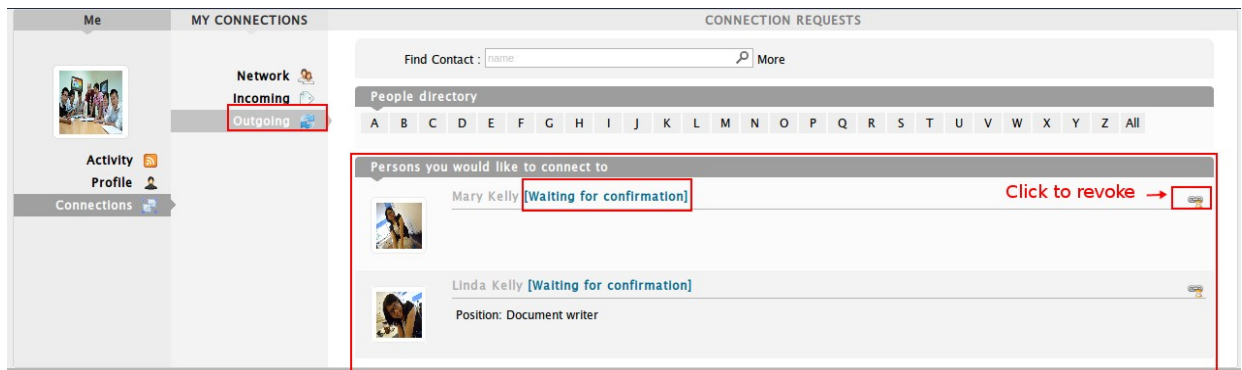 Me
MY CONNECTIONS
CONNECTION REQUESTS
Network
Incoming
Outgoing
Activity
Profile
Connections
Find Contact : name More
People directory
A B C D E F G H I J K L M N O P Q R S T U V W X Y Z All
Persons you would like to connect to
Mary Kelly [Waiting for confirmation]
Click to revoke →
Linda Kelly [Waiting for confirmation]
Position: Document writer